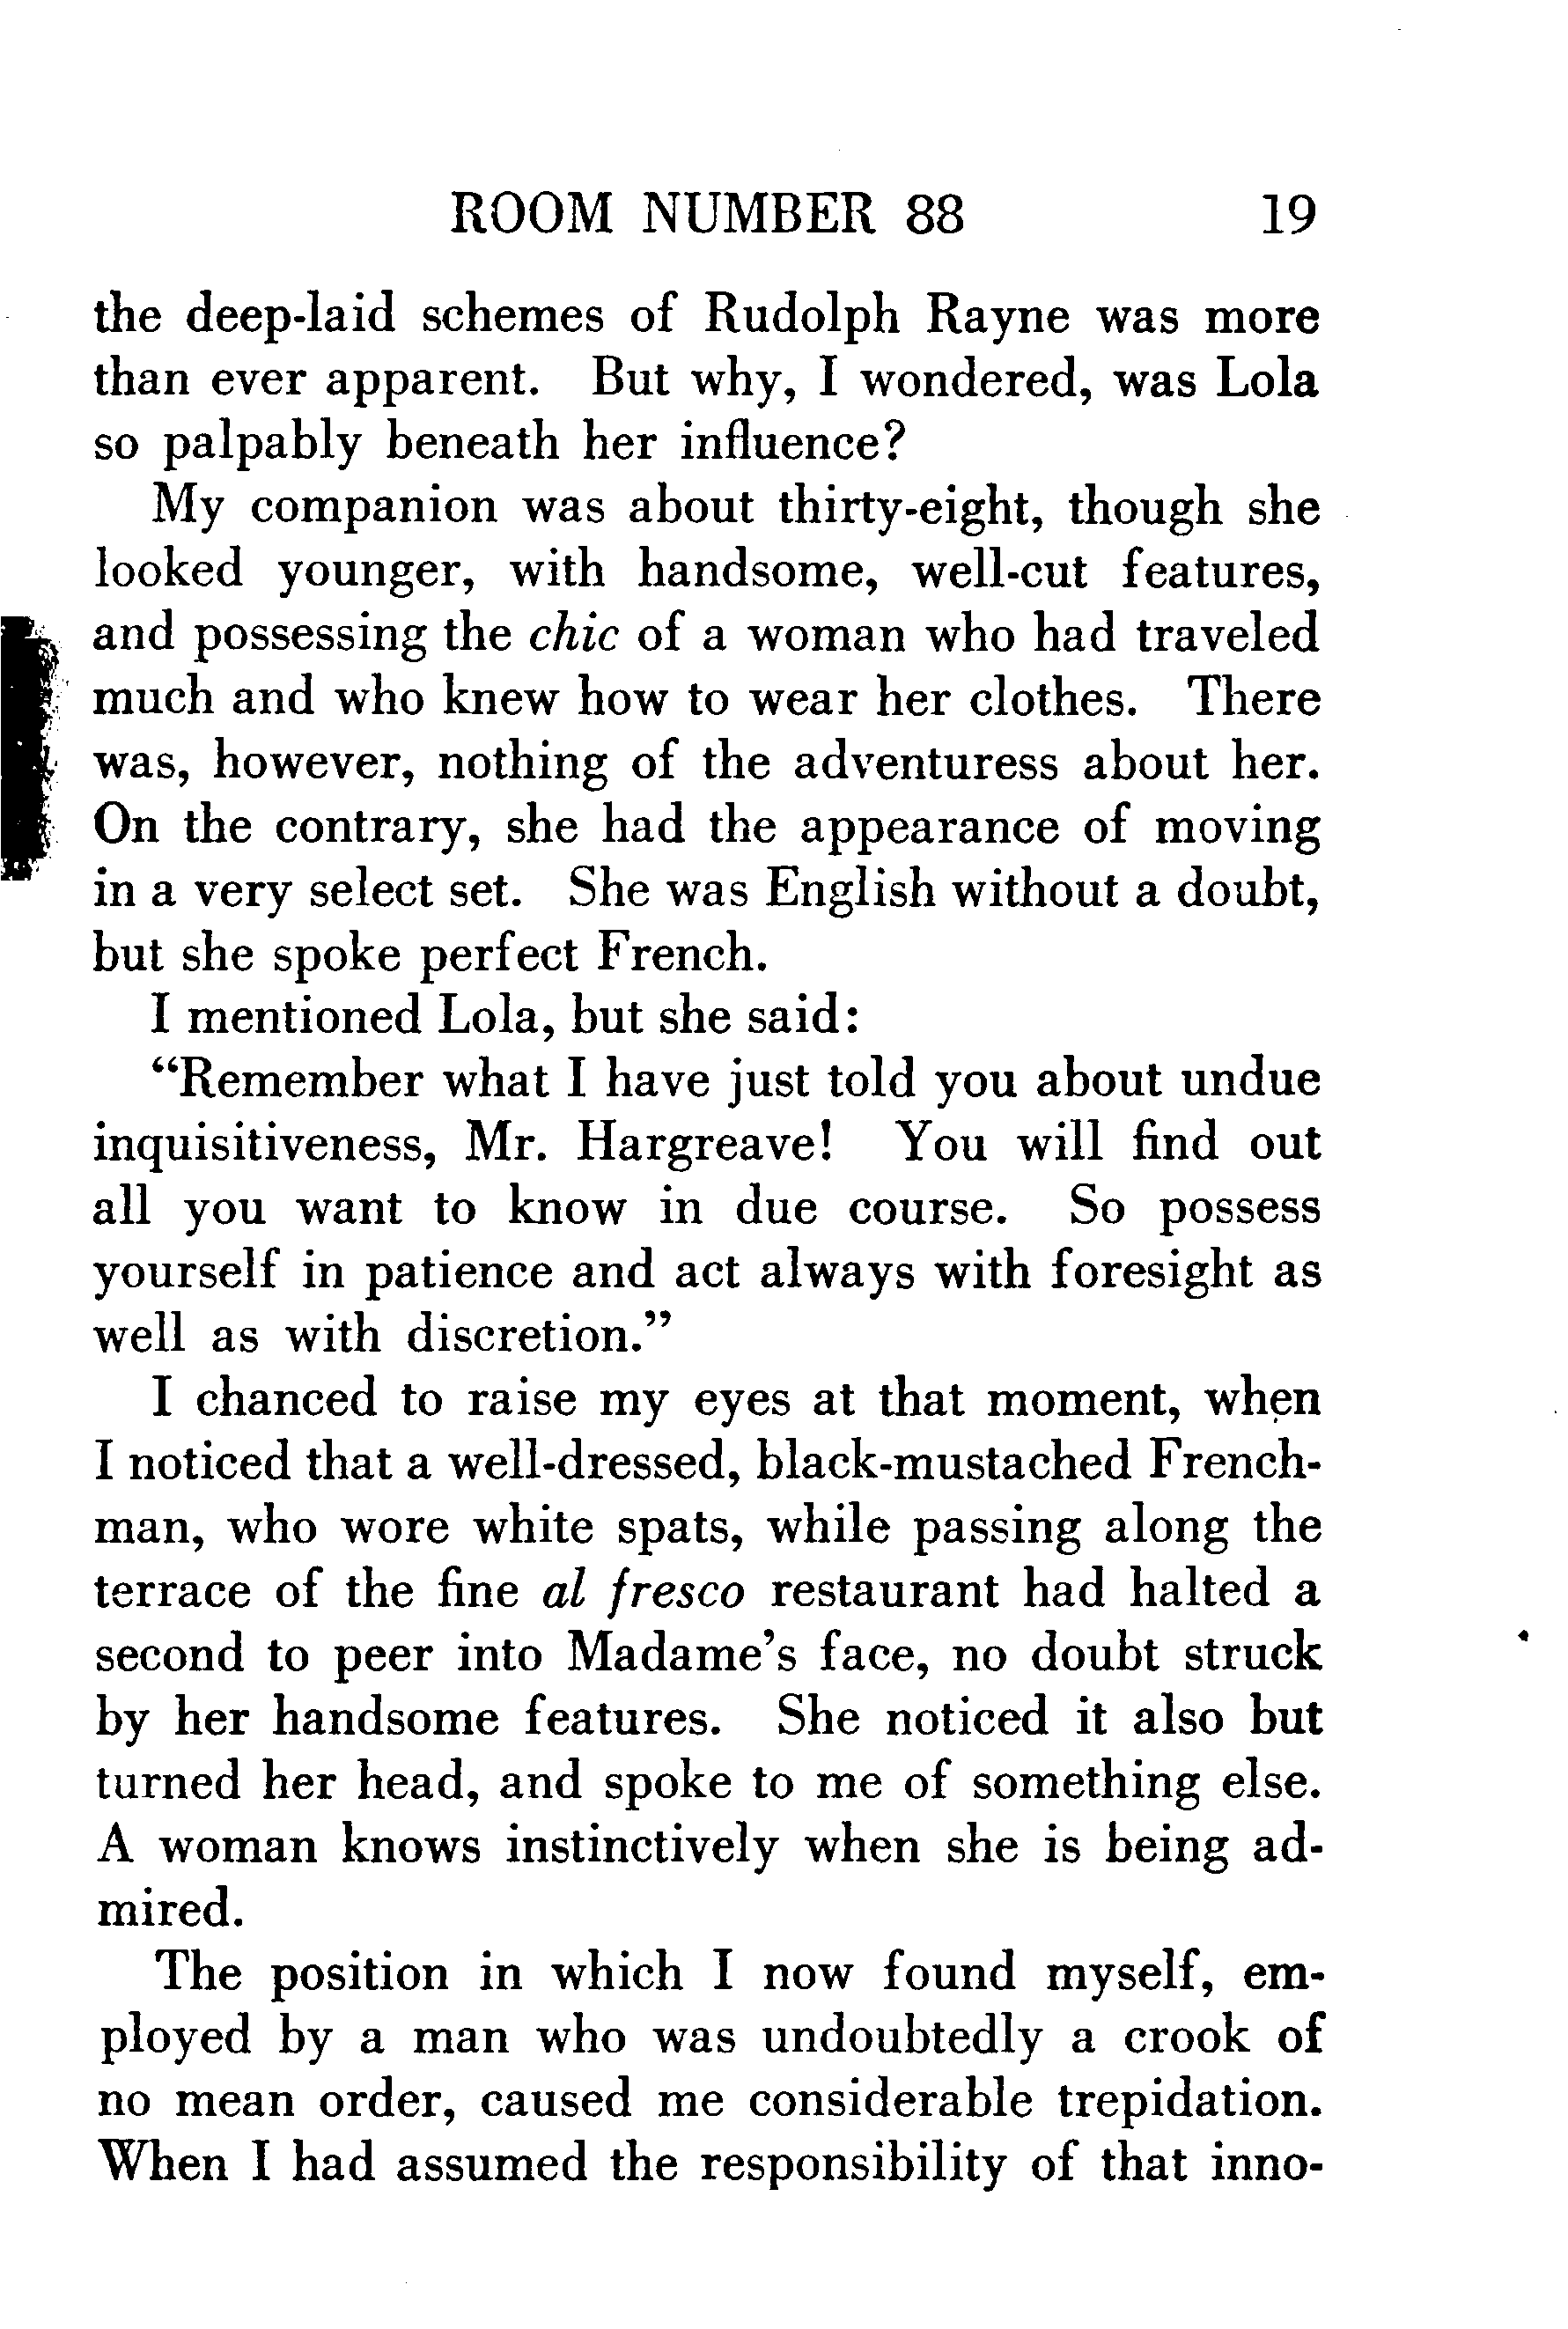 ROOM NUMBER 88 19
the deep-laid schemes of Rudolph Rayne was more
than ever apparent. But why, I wondered, was Lola
so palpably beneath her influence?
My companion was about thirty-eight, though she
looked younger, with handsome, well-cut features,
and possessing the chic of a woman who had traveled
much and who knew how to wear her clothes. There
was, however, nothing of the adventuress about her.
On the contrary, she had the appearance of moving
in a very select set. She was English without a doubt,
but she spoke perfect French.
I mentioned Lola, but she said:
“Remember what I have just told you about undue
inquisitiveness, Mr. Hargreave! You will find out
all you want to know in due course. So possess
yourself in patience and act always with foresight as
well as with discretion.”
I chanced to raise my eyes at that moment, when
I noticed that a well-dressed, black-mustached French-
man, who wore white spats, while passing along the
terrace of the fine al fresco restaurant had halted a
second to peer into Madame’s face, no doubt struck
by her handsome features. She noticed it also but
turned her head, and spoke to me of something else.
A woman knows instinctively when she is being ad-
mired.
The position in which I now found myself, em-
ployed by a man who was undoubtedly a crook of
no mean order, caused me considerable trepidation.
When I had assumed the responsibility of that inno-